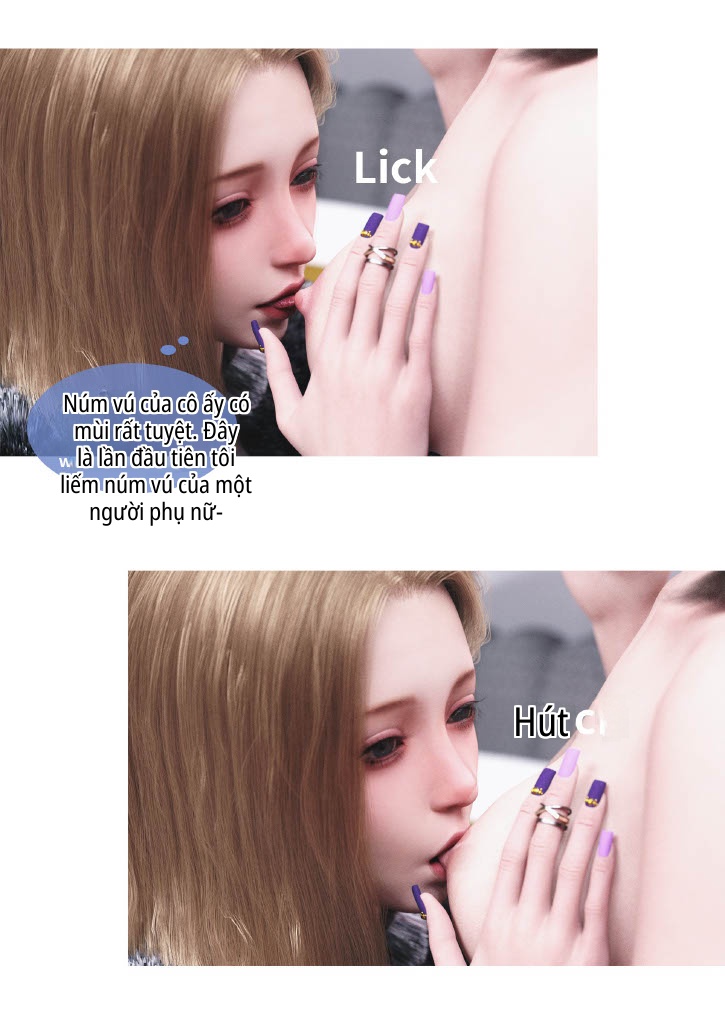 Lick
Núm vú của cô ấy có
mùi rất tuyệt. Đây
là lần đầu tiên tôi
liếm núm vú của một
người phụ nữ-
Hút